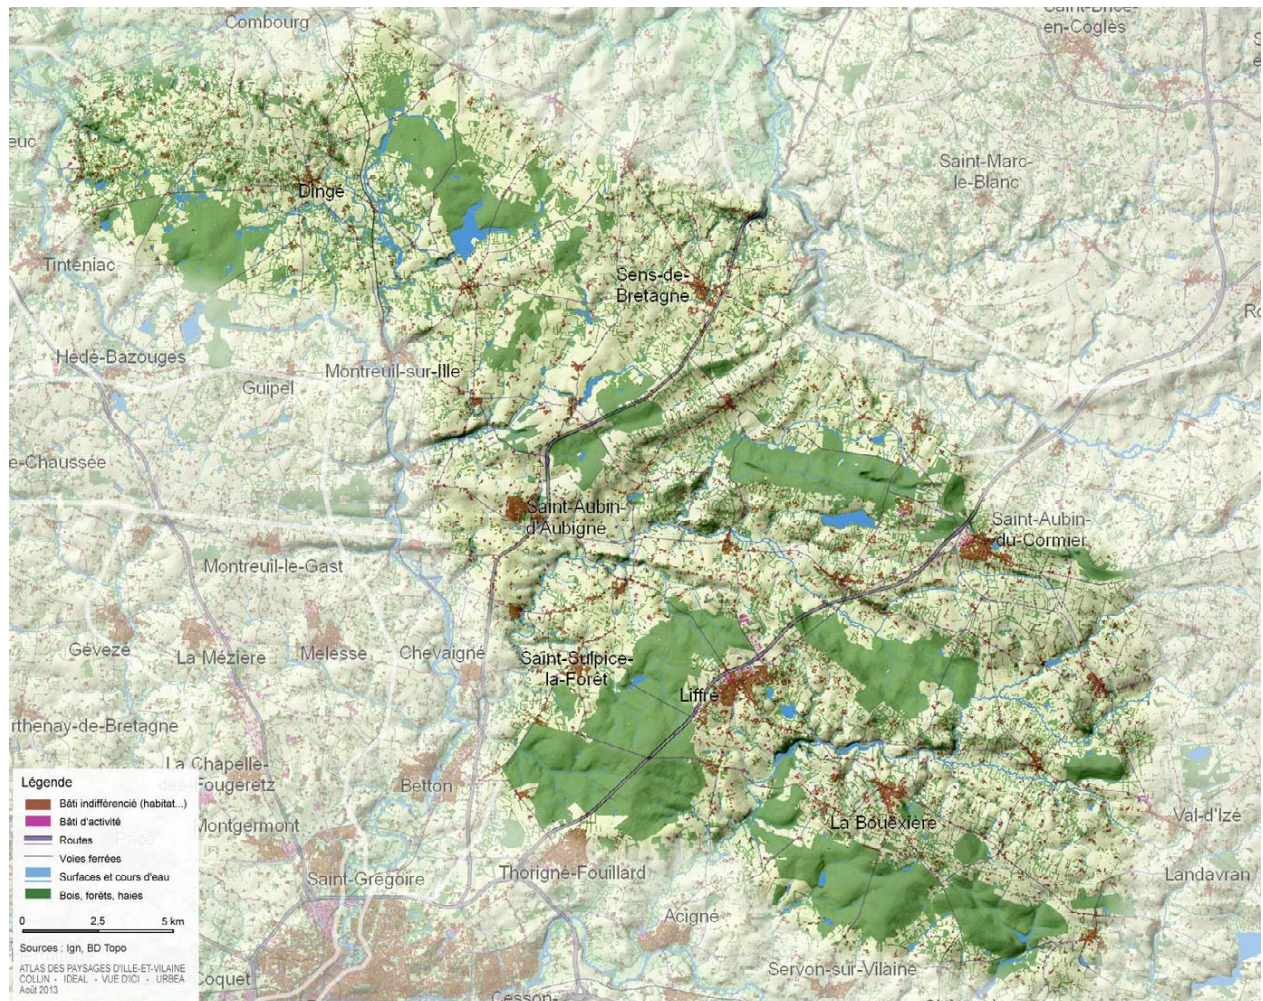 Combourg
Saint-Brice-
en-Coglès
Saint-Marc-
le-Blanc
Dingé
Tinténiac
Sens-de-
Bretagne
Hédé-Bazouges
Guipel
Montreuil-sur-Ille
e-Chaussée
Saint-Aubin-
d'Aubigné
Saint-Aubin-
du-Cormier
Montreuil-le-Gast
Gévezé
La Mézière
Melesse
Chevaigné
Saint-Sulpice-
la-Forêt
Liffré
rthenay-de-Bretagne
La Chapelle-
des-Fougeretz
Betton
Montgermont
La Bouëxière
Val-d'Izé
Saint-Grégoire
Thorigné-Fouillard
Landavran
Acigné
Servon-sur-Vilaine
Coquet
Cesson-
Légende
Bâti indifférencié (habitat...)
Bâti d'activité
Routes
Voies ferrées
Surfaces et cours d'eau
Bois, forêts, haies
0 2,5 5 km
Sources : Ign, BD Topo
ATLAS DES PAYSAGES D'ILLE-ET-VILAINE
COLLIN - IDEAL - VUE D'ICI - URBEA
Août 2013